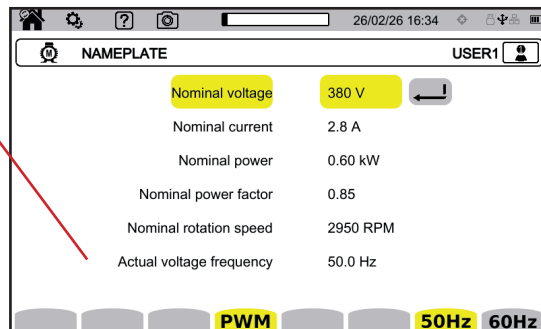 ? 26/02/26 16:34
M NAMEPLATE USER1
Nominal voltage 380 V
Nominal current 2.8 A
Nominal power 0.60 kW
Nominal power factor 0.85
Nominal rotation speed 2950 RPM
Actual voltage frequency 50.0 Hz
PWM 50Hz 60Hz